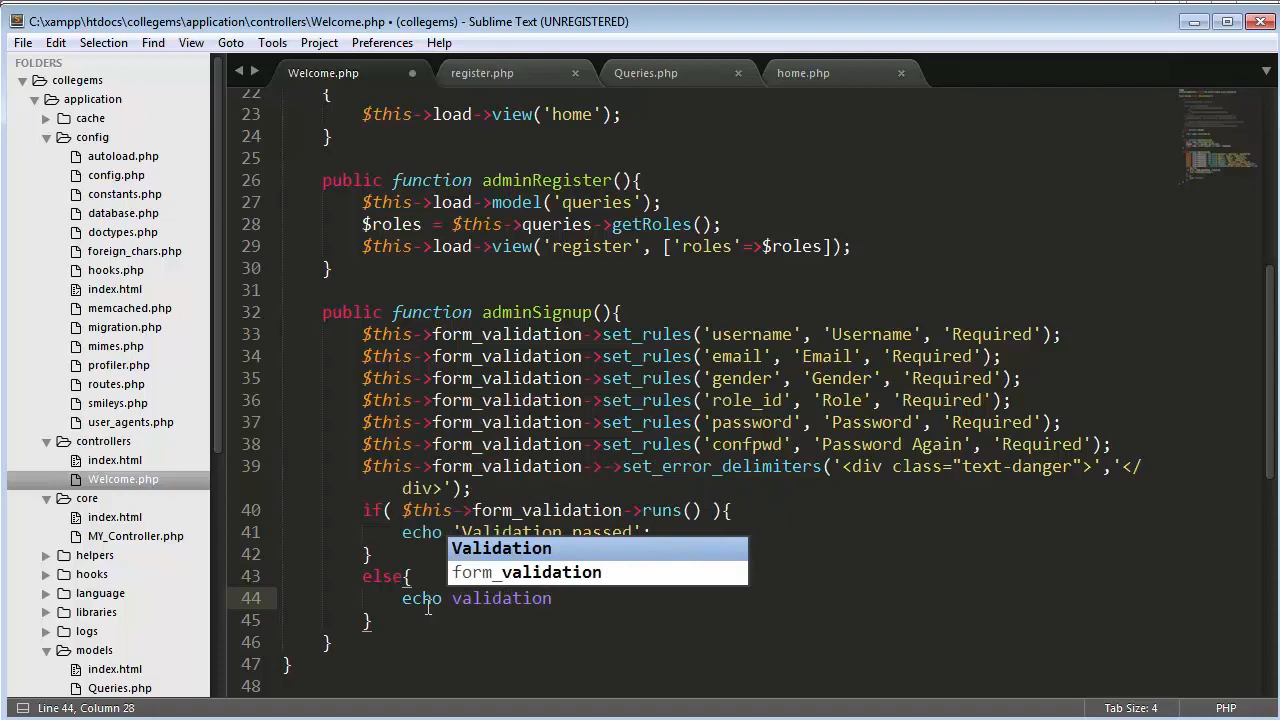 C:\xampp\htdocs\collegems\application\controllers\Welcome.php • (collegems) - Sublime Text (UNREGISTERED)
File Edit Selection Find View Goto Tools Project Preferences Help
FOLDERS
collegems
application
cache
config
autoload.php
config.php
constants.php
database.php
doctypes.php
foreign_chars.php
hooks.php
index.html
memcached.php
migration.php
mimes.php
profiler.php
routes.php
smileys.php
user_agents.php
controllers
index.html
Welcome.php
core
index.html
MY_Controller.php
helpers
hooks
language
libraries
logs
models
index.html
Queries.php
Welcome.php register.php Queries.php home.php
22 {
23 $this->load->view('home');
24 }
25
26 public function adminRegister(){
27 $this->load->model('queries');
28 $roles = $this->queries->getRoles();
29 $this->load->view('register', ['roles'=>$roles]);
30 }
31
32 public function adminSignup(){
33 $this->form_validation->set_rules('username', 'Username', 'Required');
34 $this->form_validation->set_rules('email', 'Email', 'Required');
35 $this->form_validation->set_rules('gender', 'Gender', 'Required');
36 $this->form_validation->set_rules('role_id', 'Role', 'Required');
37 $this->form_validation->set_rules('password', 'Password', 'Required');
38 $this->form_validation->set_rules('confpwd', 'Password Again', 'Required');
39 $this->form_validation->->set_error_delimiters('<div class="text-danger">','</
div>');
40 if( $this->form_validation->runs() ){
41 echo 'Validation passed';
42 }
Validation
form_validation
43 else{
44 echo validation
45 }
46 }
47 }
48
Line 44, Column 28 Tab Size: 4 PHP